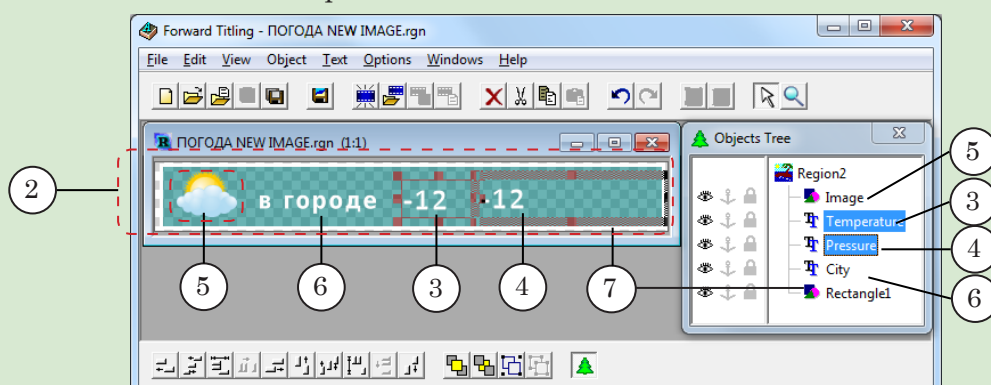 Forward Titling - ПОГОДА NEW IMAGE.rgn
File Edit View Object Text Options Windows Help
ПОГОДА NEW IMAGE.rgn (1:1)
Objects Tree
2
в городе -12 -12
5
6
3
4
7
Region2
Image
Temperature
Pressure
City
Rectangle1
5
3
4
6